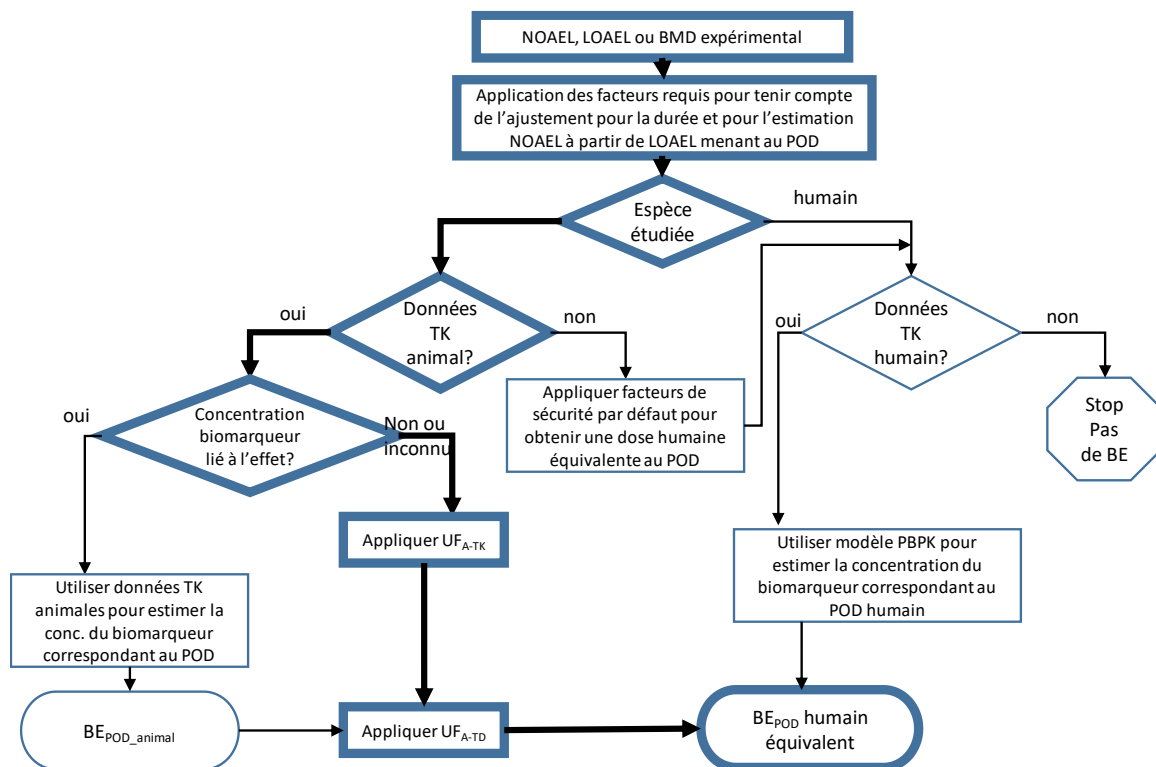 NOAEL, LOAEL ou BMD expérimental
Application des facteurs requis pour tenir compte
de l’ajustement pour la durée et pour l’estimation
NOAEL à partir de LOAEL menant au POD
humain
Espèce
étudiée
oui
Données
TK
animal?
non
oui
Données
TK
humain?
non
oui
Concentration
biomarqueur
lié à l’effet?
Non ou
inconnu
Appliquer facteurs de
sécurité par défaut pour
obtenir une dose humaine
équivalente au POD
Stop
Pas
de BE
Appliquer UFA-TK
Utiliser modèle PBPK pour
estimer la concentration du
biomarqueur correspondant au
POD humain
Utiliser données TK
animales pour estimer la
conc. du biomarqueur
correspondant au POD
BEPOD_animal
Appliquer UFA-TD
BEPOD humain
équivalent